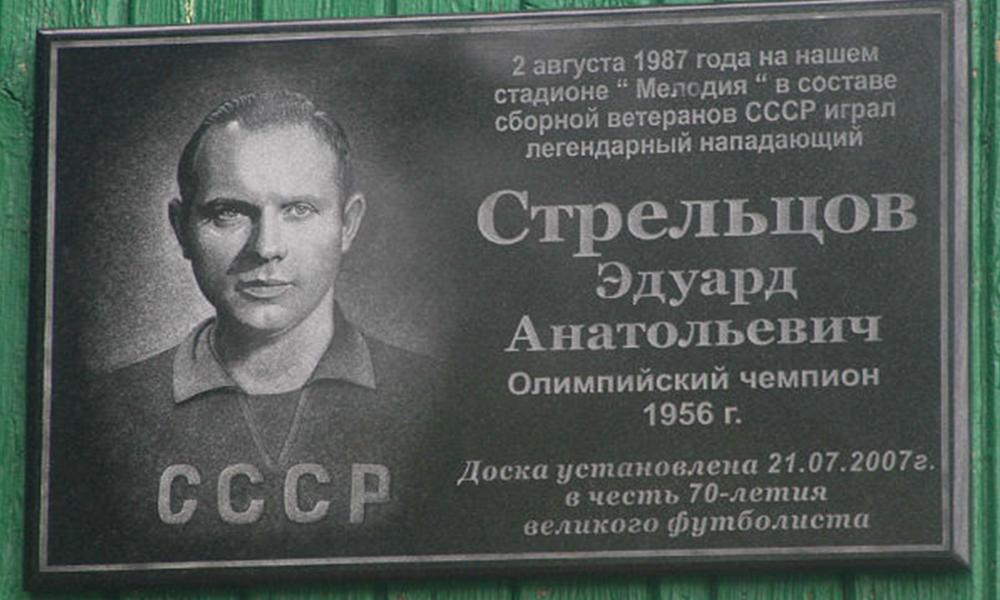 2 августа 1987 года на нашем
стадионе “ Мелодия “ в составе
сборной ветеранов СССР играл
легендарный нападающий
Стрельцов
Эдуард
Анатольевич
Олимпийский чемпион
1956 г.
Доска установлена 21.07.2007г.
в честь 70-летия
великого футболиста
СССР